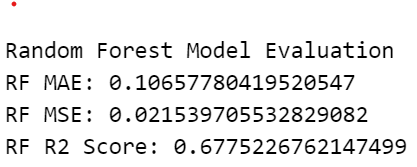 Random Forest Model Evaluation
RF MAE: 0.10657780419520547
RF MSE: 0.021539705532829082
RF R2 Score: 0.6775226762147499